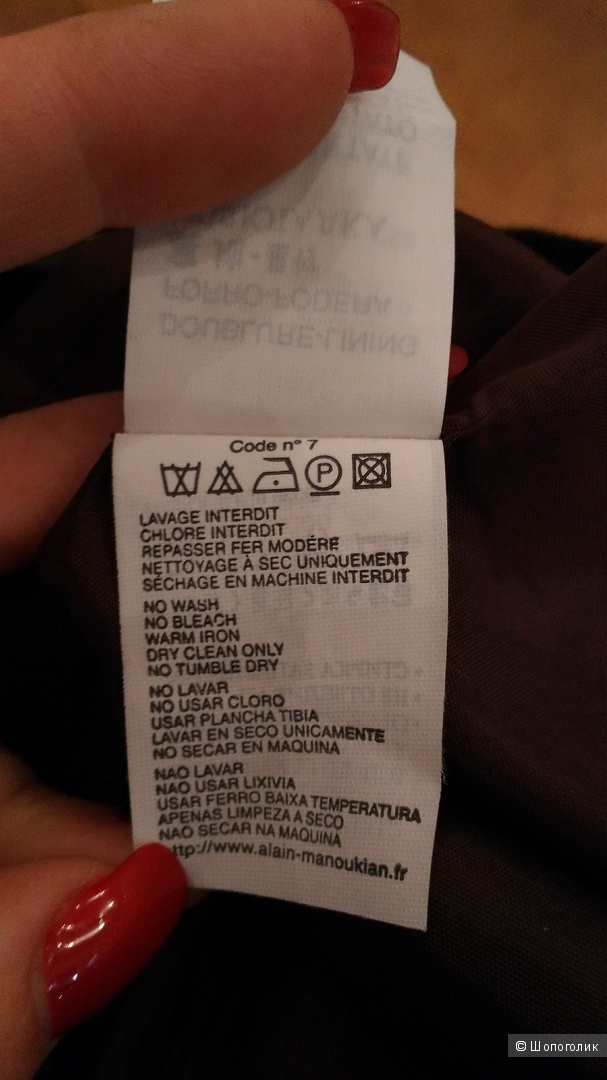 Code n° 7
LAVAGE INTERDIT
CHLORE INTERDIT
REPASSER FER MODÉRE
NETTOYAGE À SEC UNIQUEMENT
SÉCHAGE EN MACHINE INTERDIT
NO WASH
NO BLEACH
WARM IRON
DRY CLEAN ONLY
NO TUMBLE DRY
NO LAVAR
NO USAR CLORO
USAR PLANCHA TIBIA
LAVAR EN SECO UNICAMENTE
NO SECAR EN MAQUINA
NAO LAVAR
NAO USAR LIXIVIA
USAR FERRO BAIXA TEMPERATURA
APENAS LIMPEZA A SECO
NAO SECAR NA MAQUINA
ttp://www.alain-manoukian.fr
FORRO-FODERA
DOUBLURE-LINING
P
© Шопоголик